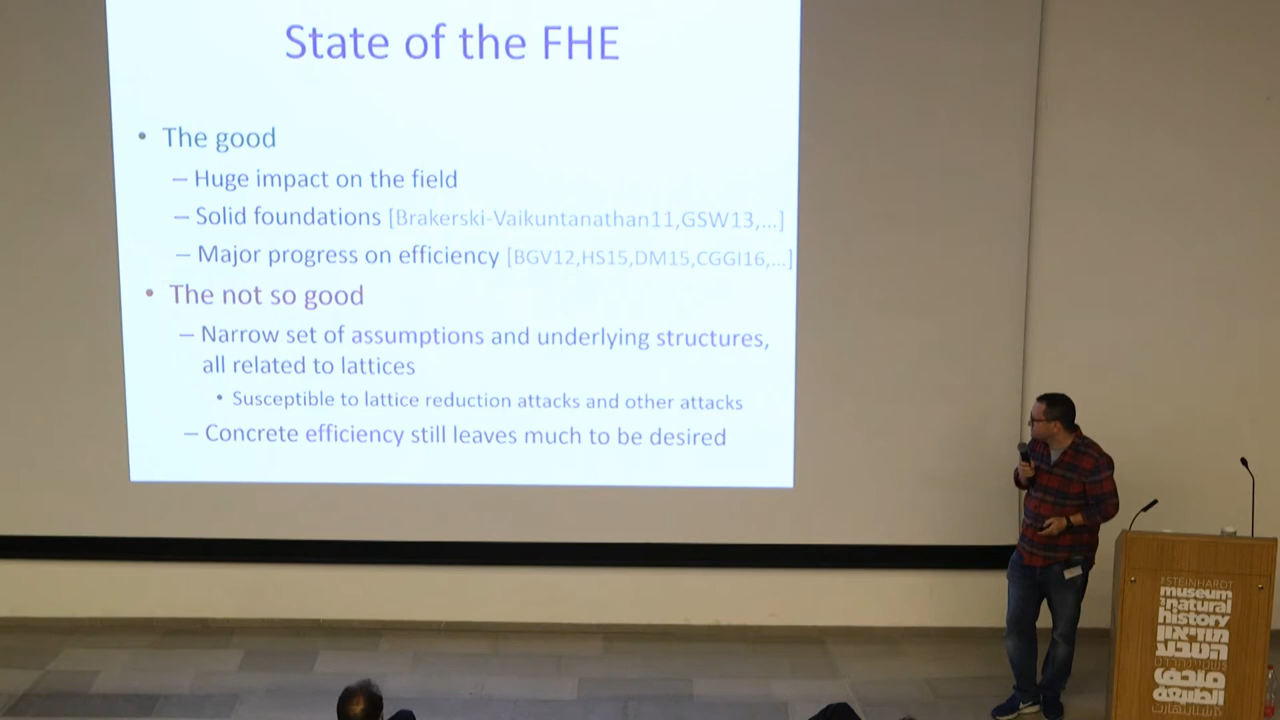 State of the FHE
• The good
– Huge impact on the field
– Solid foundations [Brakerski-Vaikuntanathan11,GSW13,...]
– Major progress on efficiency [BGV12,HS15,DM15,CGGI16,...]
• The not so good
– Narrow set of assumptions and underlying structures,
all related to lattices
• Susceptible to lattice reduction attacks and other attacks
– Concrete efficiency still leaves much to be desired
STEINHARDT
museum
natural
history
מוזיאון
הטבע
متحف
الطبيعة